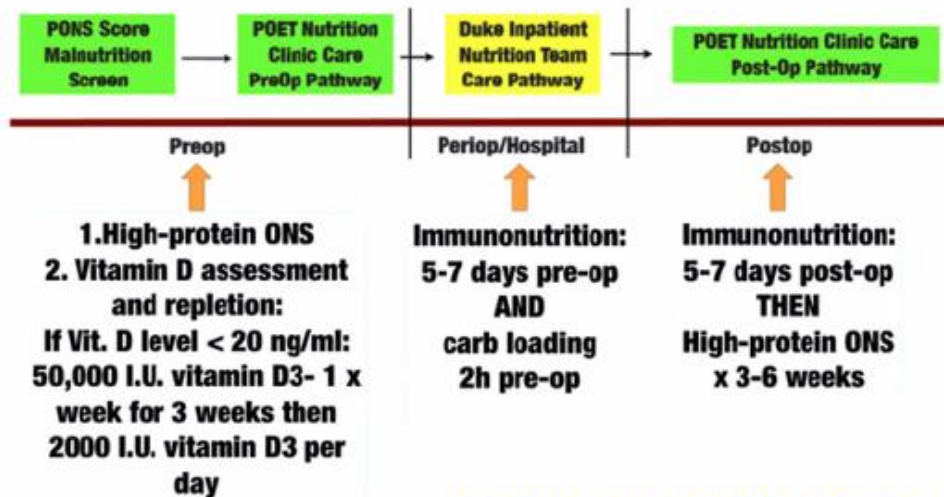 PONS Score
Malnutrition
Screen
POET Nutrition
Clinic Care
PreOp Pathway
Duke Inpatient
Nutrition Team
Care Pathway
POET Nutrition Clinic Care
Post-Op Pathway
Preop
Periop/Hospital
Postop
1.High-protein ONS
2. Vitamin D assessment
and repletion:
If Vit. D level < 20 ng/ml:
50,000 I.U. vitamin D3- 1 x
week for 3 weeks then
2000 I.U. vitamin D3 per
day
Immunonutrition:
5-7 days pre-op
AND
carb loading
2h pre-op
Immunonutrition:
5-7 days post-op
THEN
High-protein ONS
x 3-6 weeks